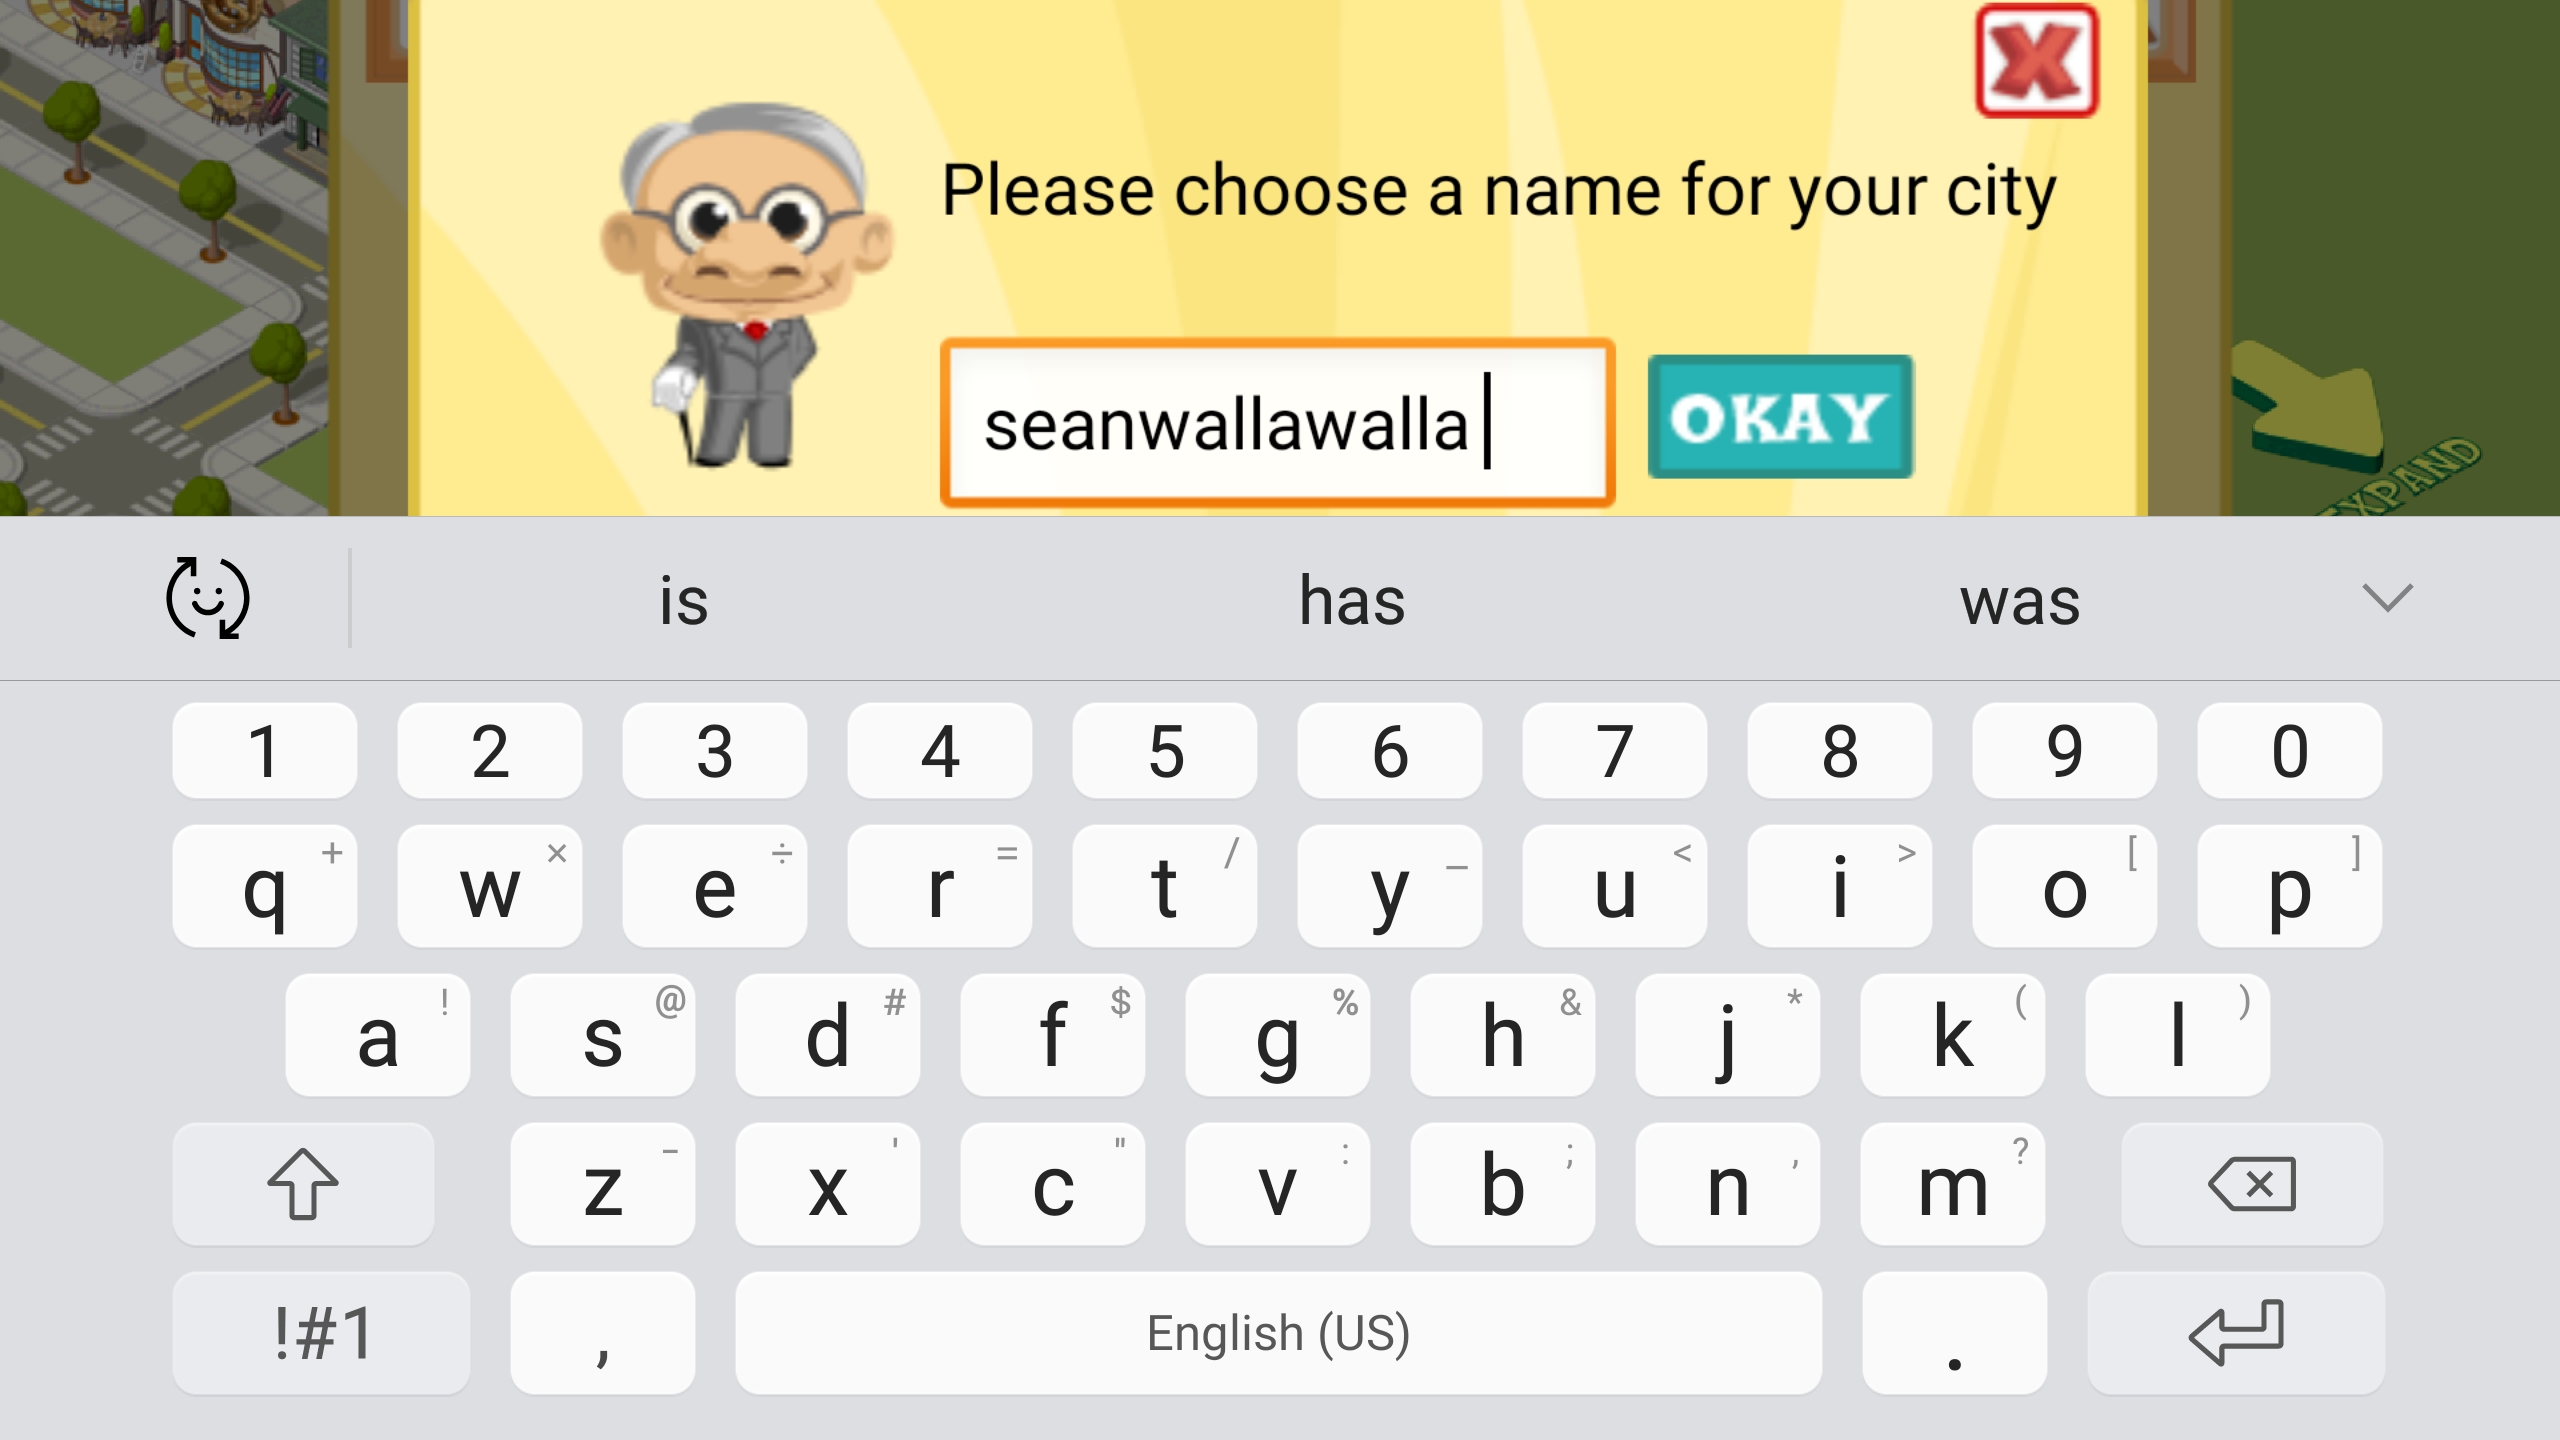 Please choose a name for your city
seanwallawalla
OKAY
EXPAND
is has was
1 2 3 4 5 6 7 8 9 0
q + w × e ÷ r = t / y _ u < i > o [ p ]
a ! s @ d # f $ g % h & j * k ( l )
z - x ' c " v : b ; n , m ?
!#1 , English (US) .